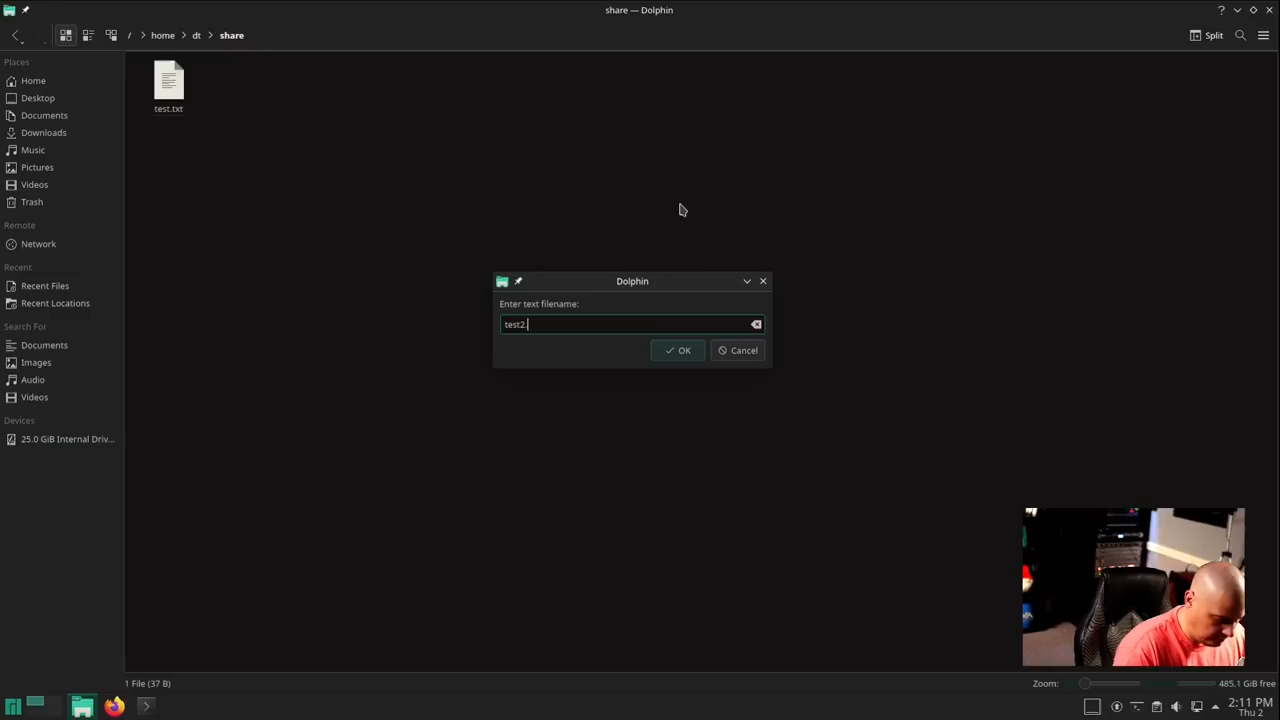 share — Dolphin
/ home dt share
Split
Places
Home
Desktop
Documents
Downloads
Music
Pictures
Videos
Trash
Remote
Network
Recent
Recent Files
Recent Locations
Search For
Documents
Images
Audio
Videos
Devices
25.0 GiB Internal Driv...
test.txt
Dolphin
Enter text filename:
test2.
OK
Cancel
1 File (37 B)
Zoom:
485.1 GiB free
2:11 PM
Thu 2